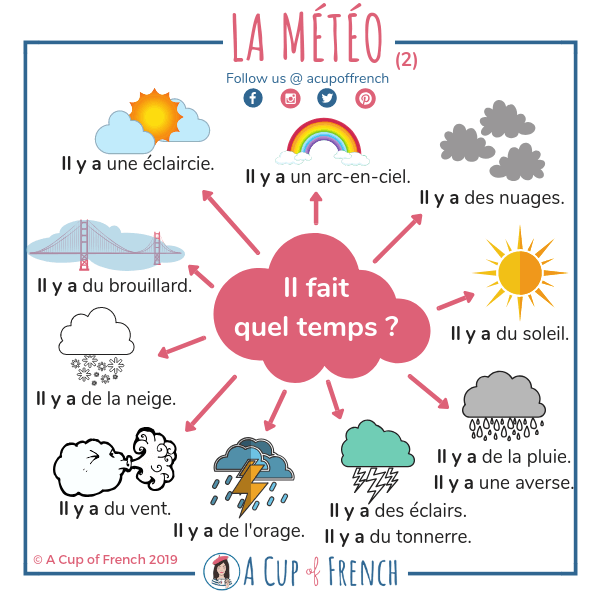 LA MÉTÉO (2)
Follow us @ acupoffrench
Il y a une éclaircie.
Il y a un arc-en-ciel.
Il y a des nuages.
Il y a du brouillard.
Il fait
quel temps ?
Il y a du soleil.
Il y a de la neige.
Il y a de la pluie.
Il y a une averse.
Il y a du vent.
Il y a de l'orage.
Il y a des éclairs.
Il y a du tonnerre.
© A Cup of French 2019
A CUP of FRENCH